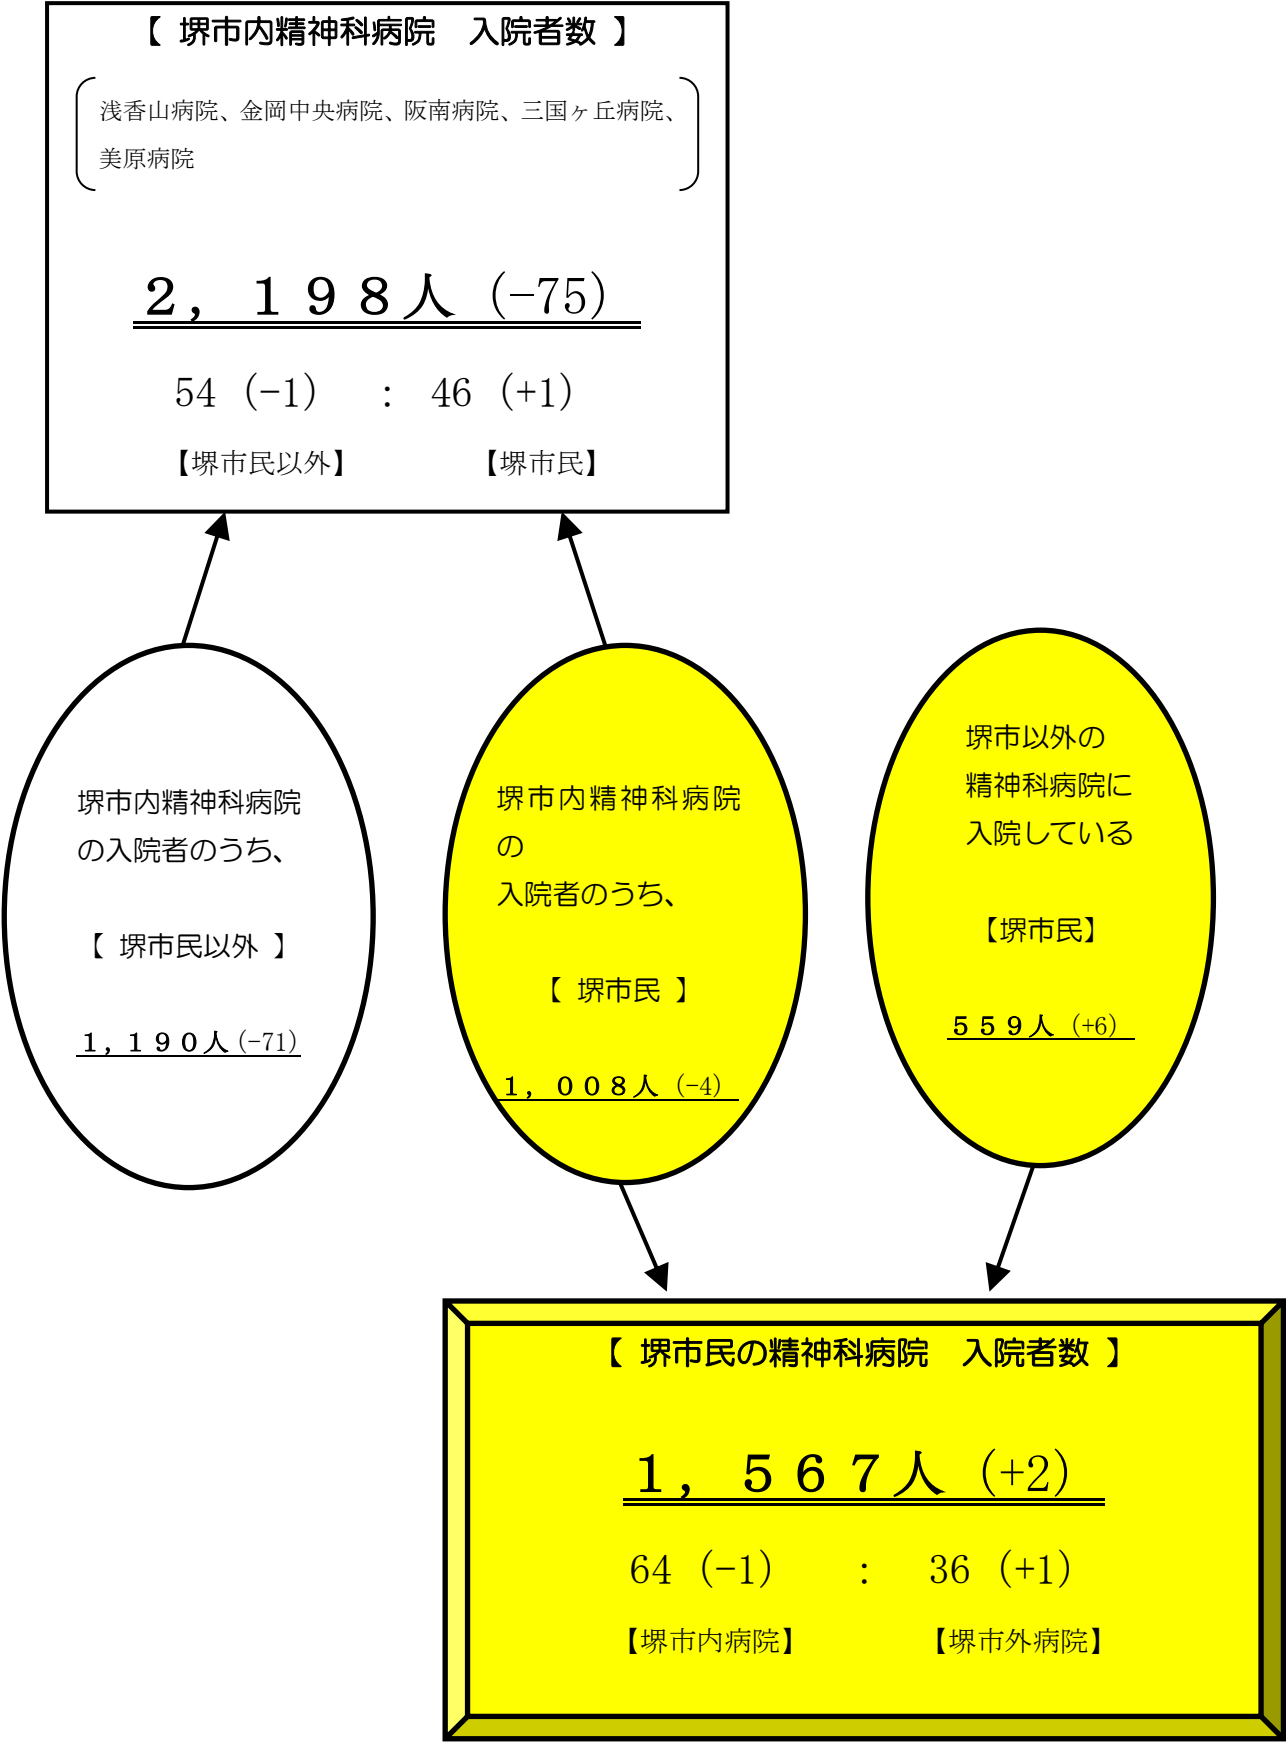 【 堺市内精神科病院　入院者数 】
浅香山病院、金岡中央病院、阪南病院、三国ヶ丘病院、
美原病院
２，１９８人（-75）
54（-1）　：　46（+1）
【堺市民以外】　【堺市民】
堺市内精神科病院
の入院者のうち、
【 堺市民以外 】
１，１９０人（-71）
堺市内精神科病院
の
入院者のうち、
【 堺市民 】
１，００８人（-4）
堺市以外の
精神科病院に
入院している
【堺市民】
５５９人（+6）
【 堺市民の精神科病院　入院者数 】
１，５６７人（+2）
64（-1）　：　36（+1）
【堺市内病院】　【堺市外病院】